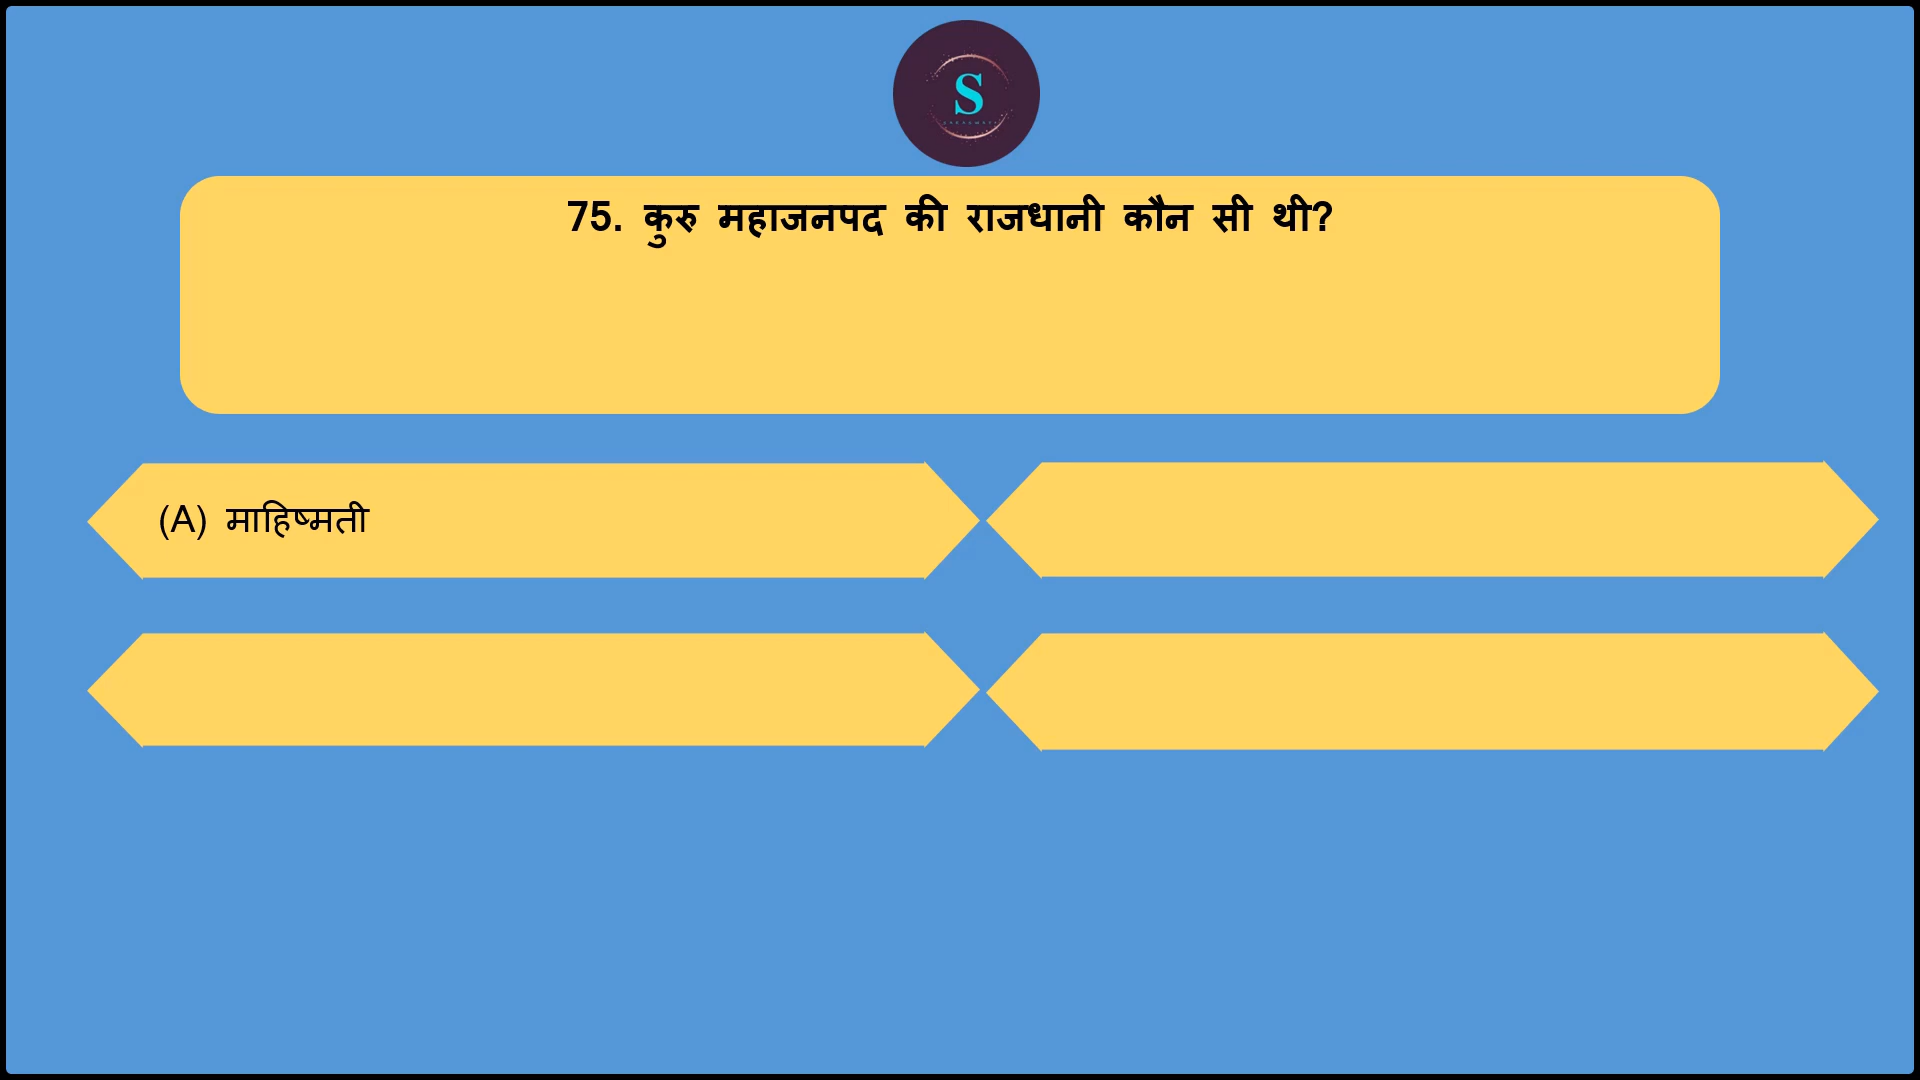 S
75. कुरु महाजनपद की राजधानी कौन सी थी?
(A) माहिष्मती